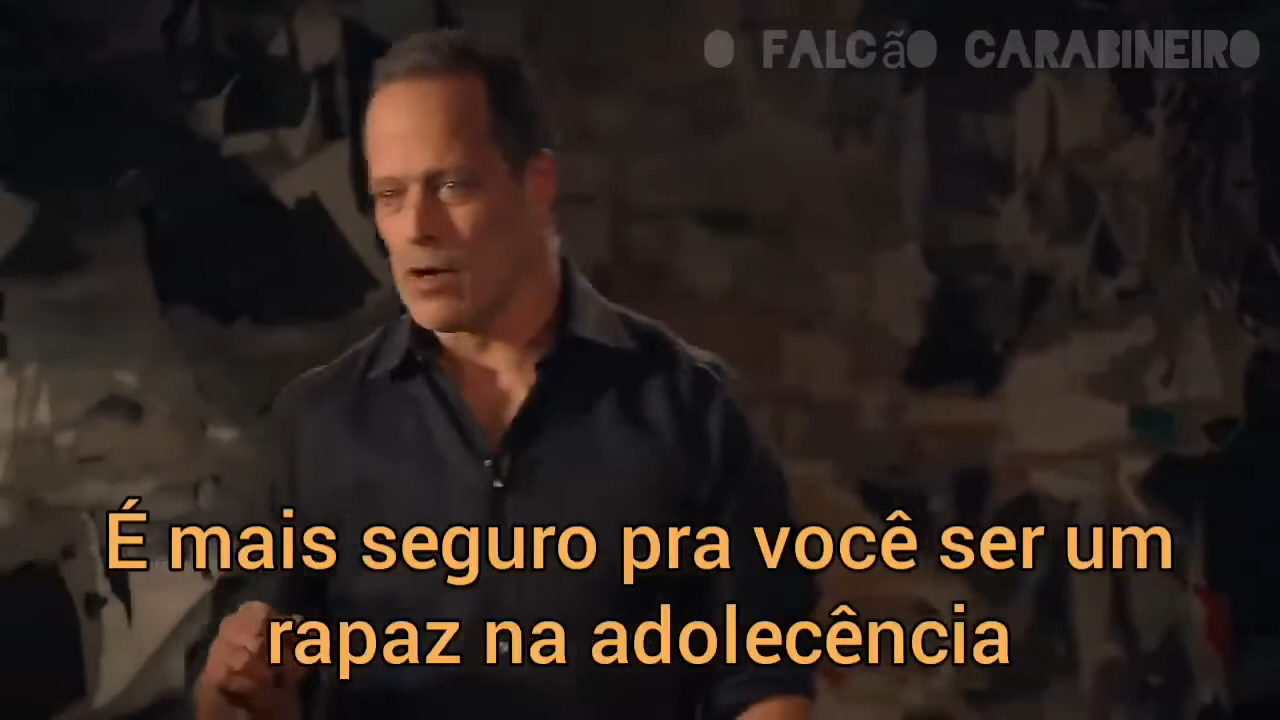 O FALCãO CARABINEIRO
É mais seguro pra você ser um
rapaz na adolecência